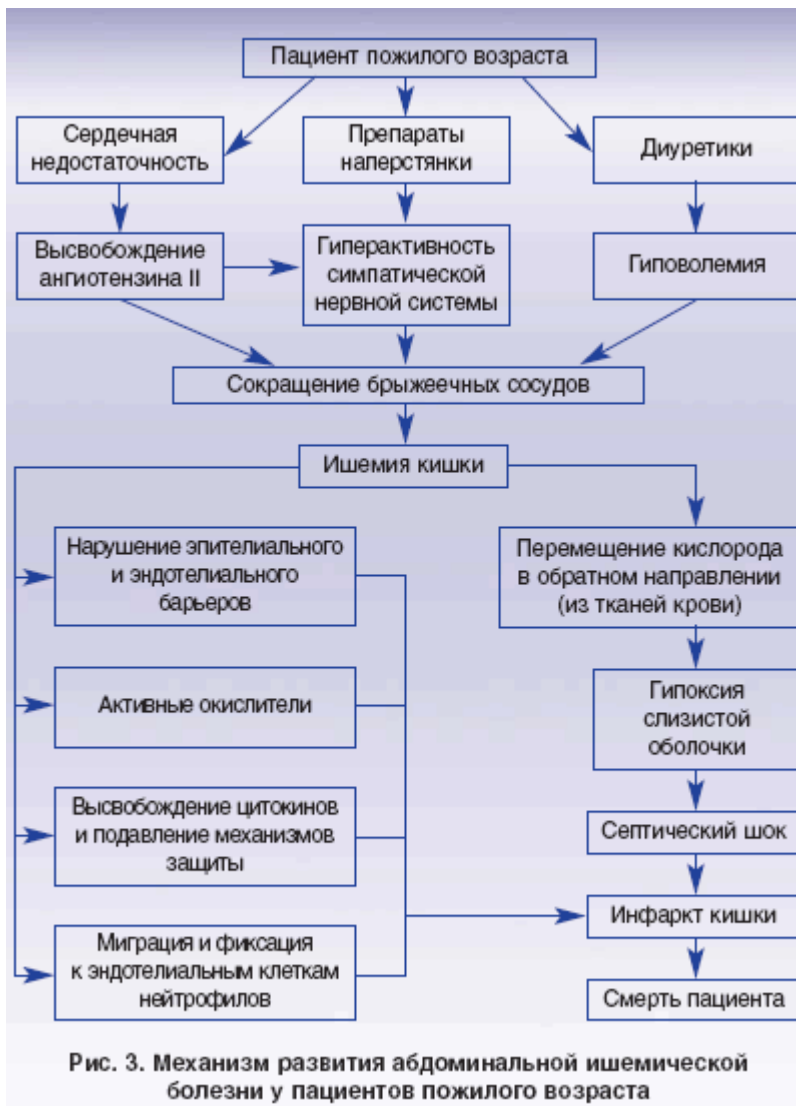 Пациент пожилого возраста
Сердечная
недостаточность
Препараты
наперстянки
Диуретики
Высвобождение
ангиотензина II
Гиперактивность
симпатической
нервной системы
Гиповолемия
Сокращение брыжеечных сосудов
Ишемия кишки
Нарушение эпителиального
и эндотелиального
барьеров
Перемещение кислорода
в обратном направлении
(из тканей крови)
Активные окислители
Гипоксия
слизистой
оболочки
Высвобождение цитокинов
и подавление механизмов
защиты
Септический шок
Инфаркт кишки
Миграция и фиксация
к эндотелиальным клеткам
нейтрофилов
Смерть пациента
Рис. 3. Механизм развития абдоминальной ишемической
болезни у пациентов пожилого возраста